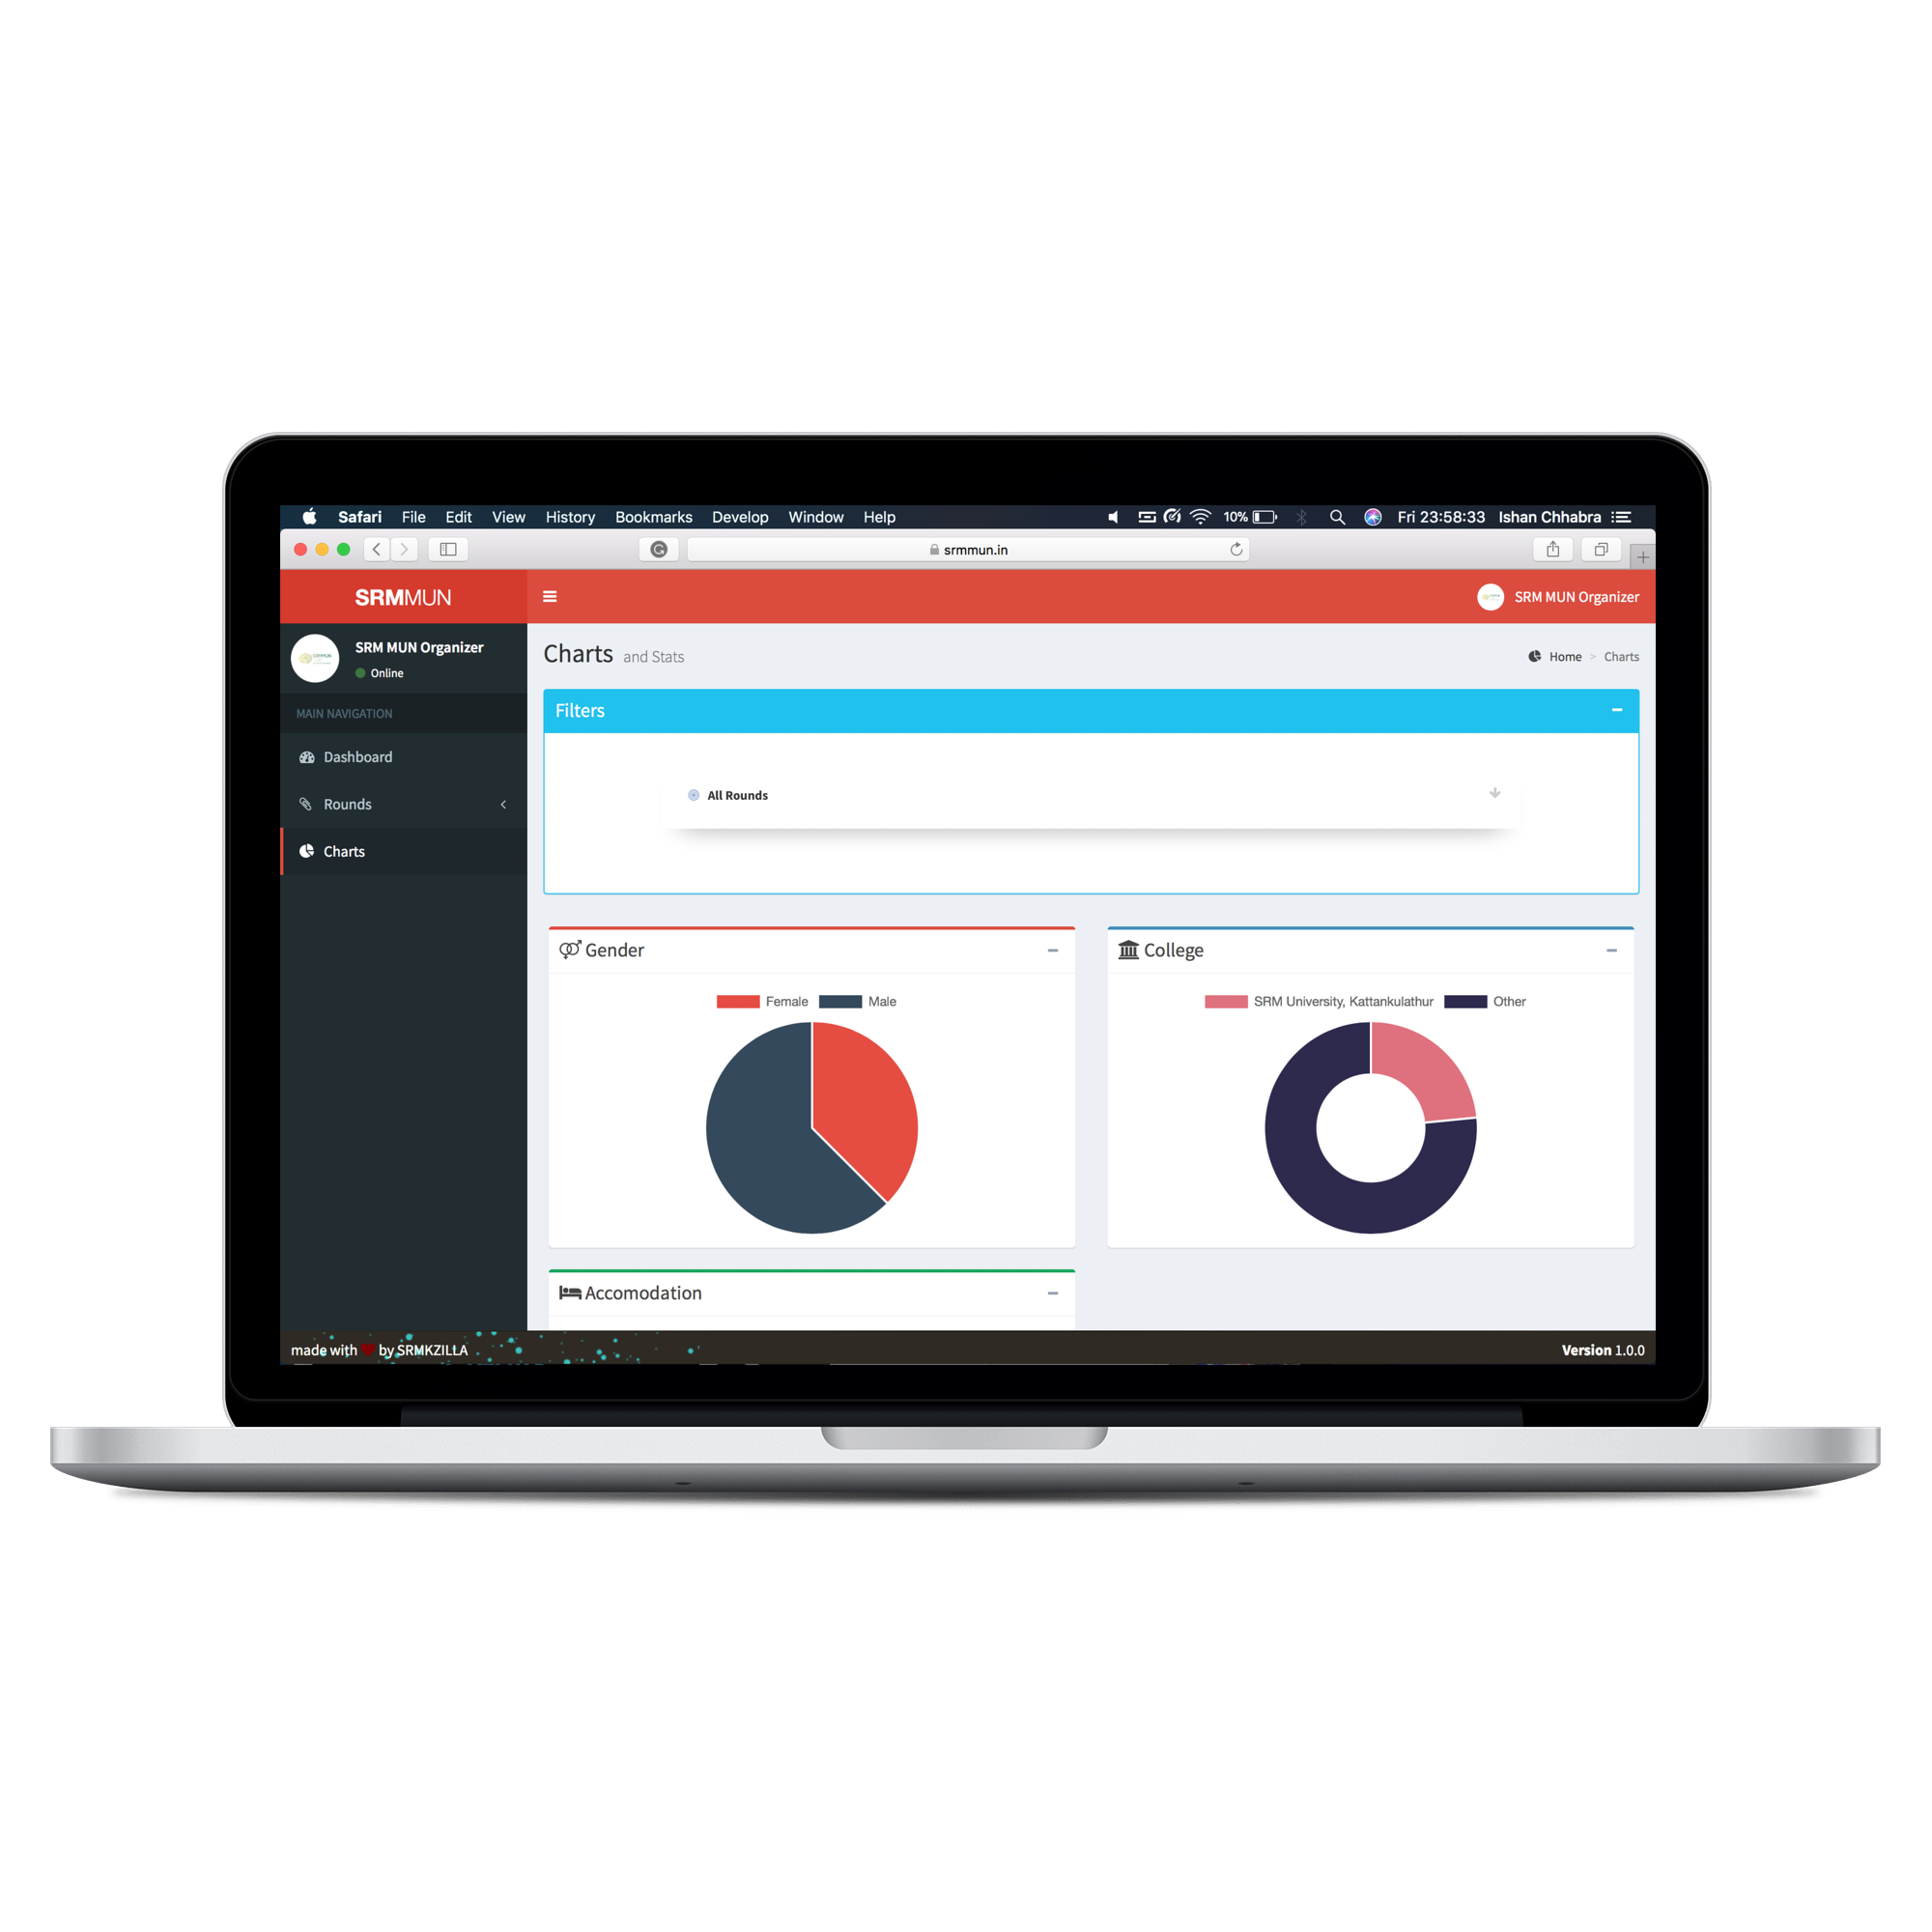 Safari File Edit View History Bookmarks Develop Window Help 10% Fri 23:58:33 Ishan Chhabra
srmmun.in
SRMMUN SRM MUN Organizer
SRM MUN Organizer
Online
MAIN NAVIGATION
Dashboard
Rounds
Charts
Charts and Stats
Home > Charts
Filters
All Rounds
Gender
Female Male
College
SRM University, Kattankulathur Other
Accomodation
made with by SRMKZILLA
Version 1.0.0